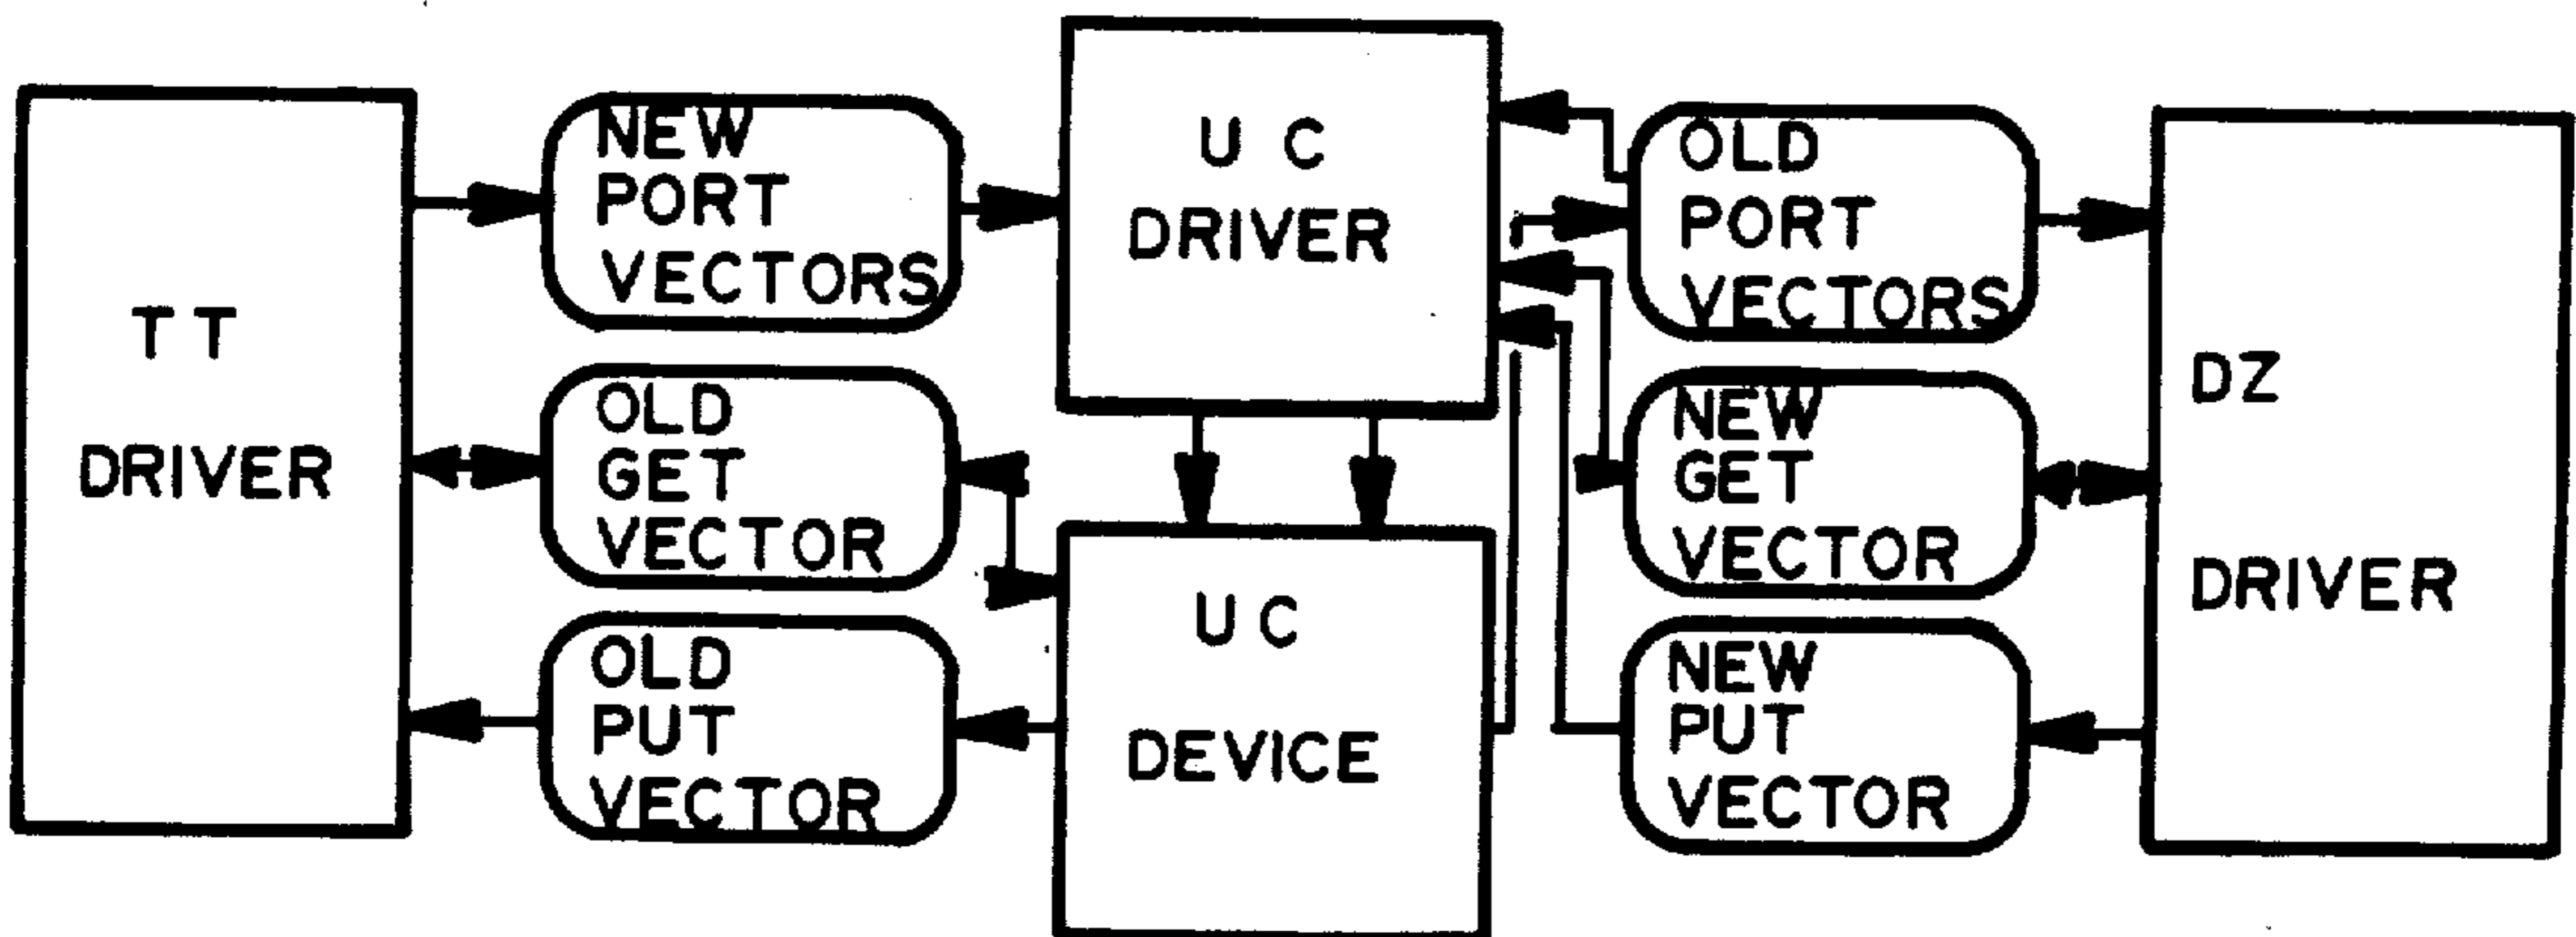 T T
DRIVER
NEW
PORT
VECTORS
OLD
GET
VECTOR
OLD
PUT
VECTOR
U C
DRIVER
U C
DEVICE
OLD
PORT
VECTORS
NEW
GET
VECTOR
NEW
PUT
VECTOR
DZ
DRIVER